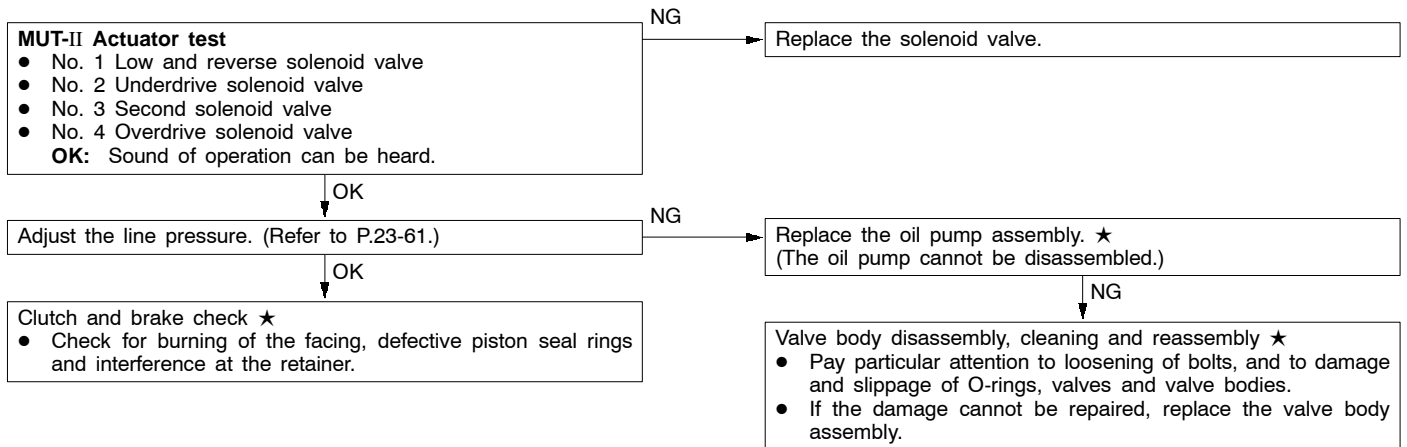 MUT-II Actuator test
● No. 1 Low and reverse solenoid valve
● No. 2 Underdrive solenoid valve
● No. 3 Second solenoid valve
● No. 4 Overdrive solenoid valve
OK: Sound of operation can be heard.
NG
Replace the solenoid valve.
OK
Adjust the line pressure. (Refer to P.23-61.)
NG
Replace the oil pump assembly. ★
(The oil pump cannot be disassembled.)
OK
Clutch and brake check ★
● Check for burning of the facing, defective piston seal rings
and interference at the retainer.
NG
Valve body disassembly, cleaning and reassembly ★
● Pay particular attention to loosening of bolts, and to damage
and slippage of O-rings, valves and valve bodies.
● If the damage cannot be repaired, replace the valve body
assembly.